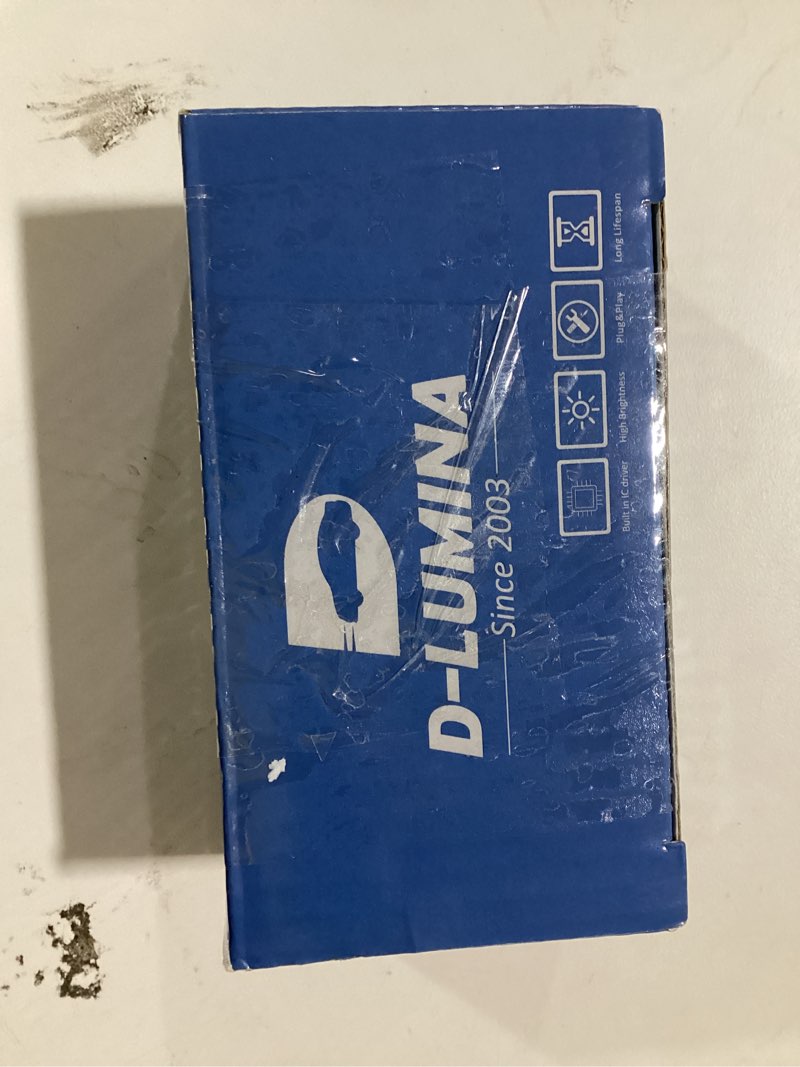 D-LUMINA
Since 2003
Built in IC driver
High Brightness
Plug&Play
Long Lifespan